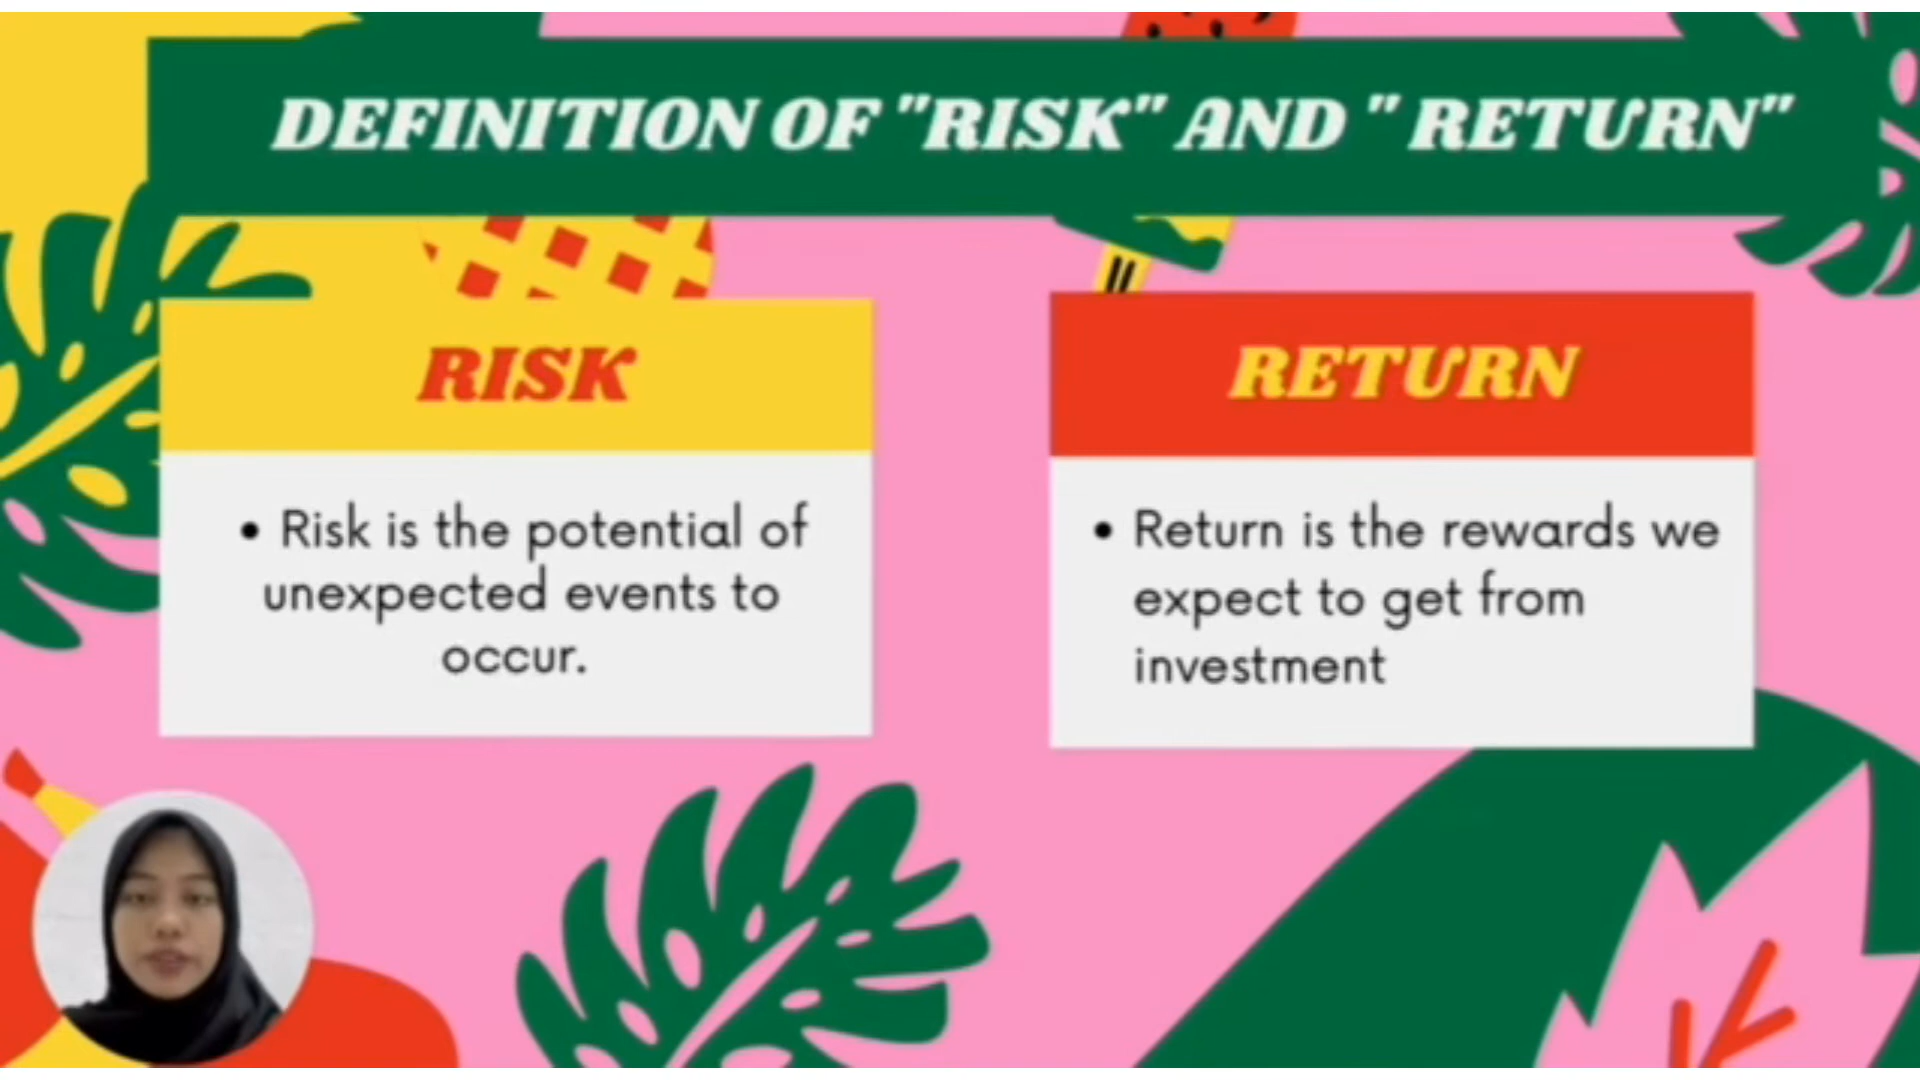 DEFINITION OF "RISK" AND " RETURN"
RISK
• Risk is the potential of
unexpected events to
occur.
RETURN
• Return is the rewards we
expect to get from
investment